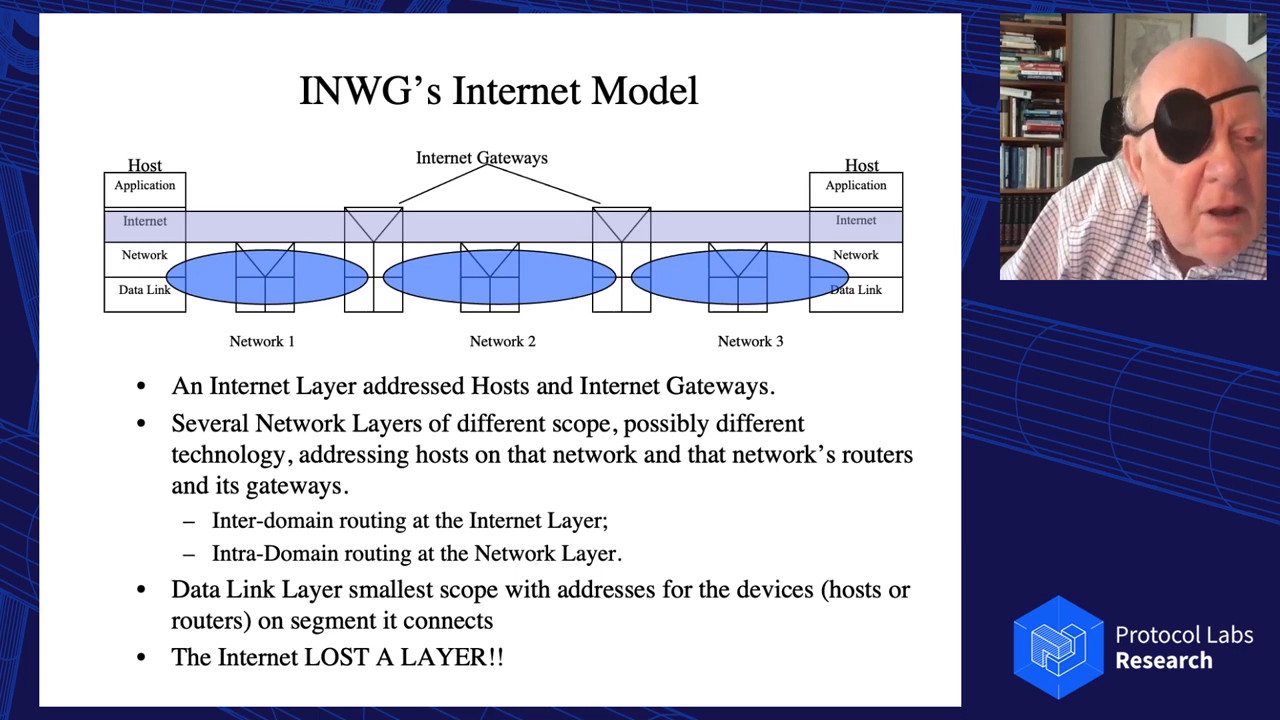 INWG's Internet Model
Host
Internet Gateways
Host
Application
Application
Internet
Internet
Network
Network
Data Link
Data Link
Network 1
Network 2
Network 3
• An Internet Layer addressed Hosts and Internet Gateways.
• Several Network Layers of different scope, possibly different
technology, addressing hosts on that network and that network's routers
and its gateways.
– Inter-domain routing at the Internet Layer;
– Intra-Domain routing at the Network Layer.
• Data Link Layer smallest scope with addresses for the devices (hosts or
routers) on segment it connects
• The Internet LOST A LAYER!!
Protocol Labs
Research